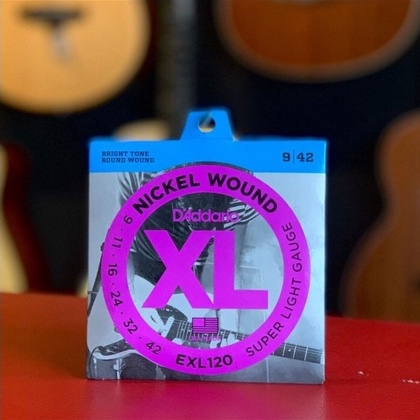 BRIGHT TONE
ROUND WOUND
9|42
NICKEL WOUND
D'Addario
XL
9 · 11 · 16 · 24 · 32 · 42
EXL120
SUPER LIGHT GAUGE